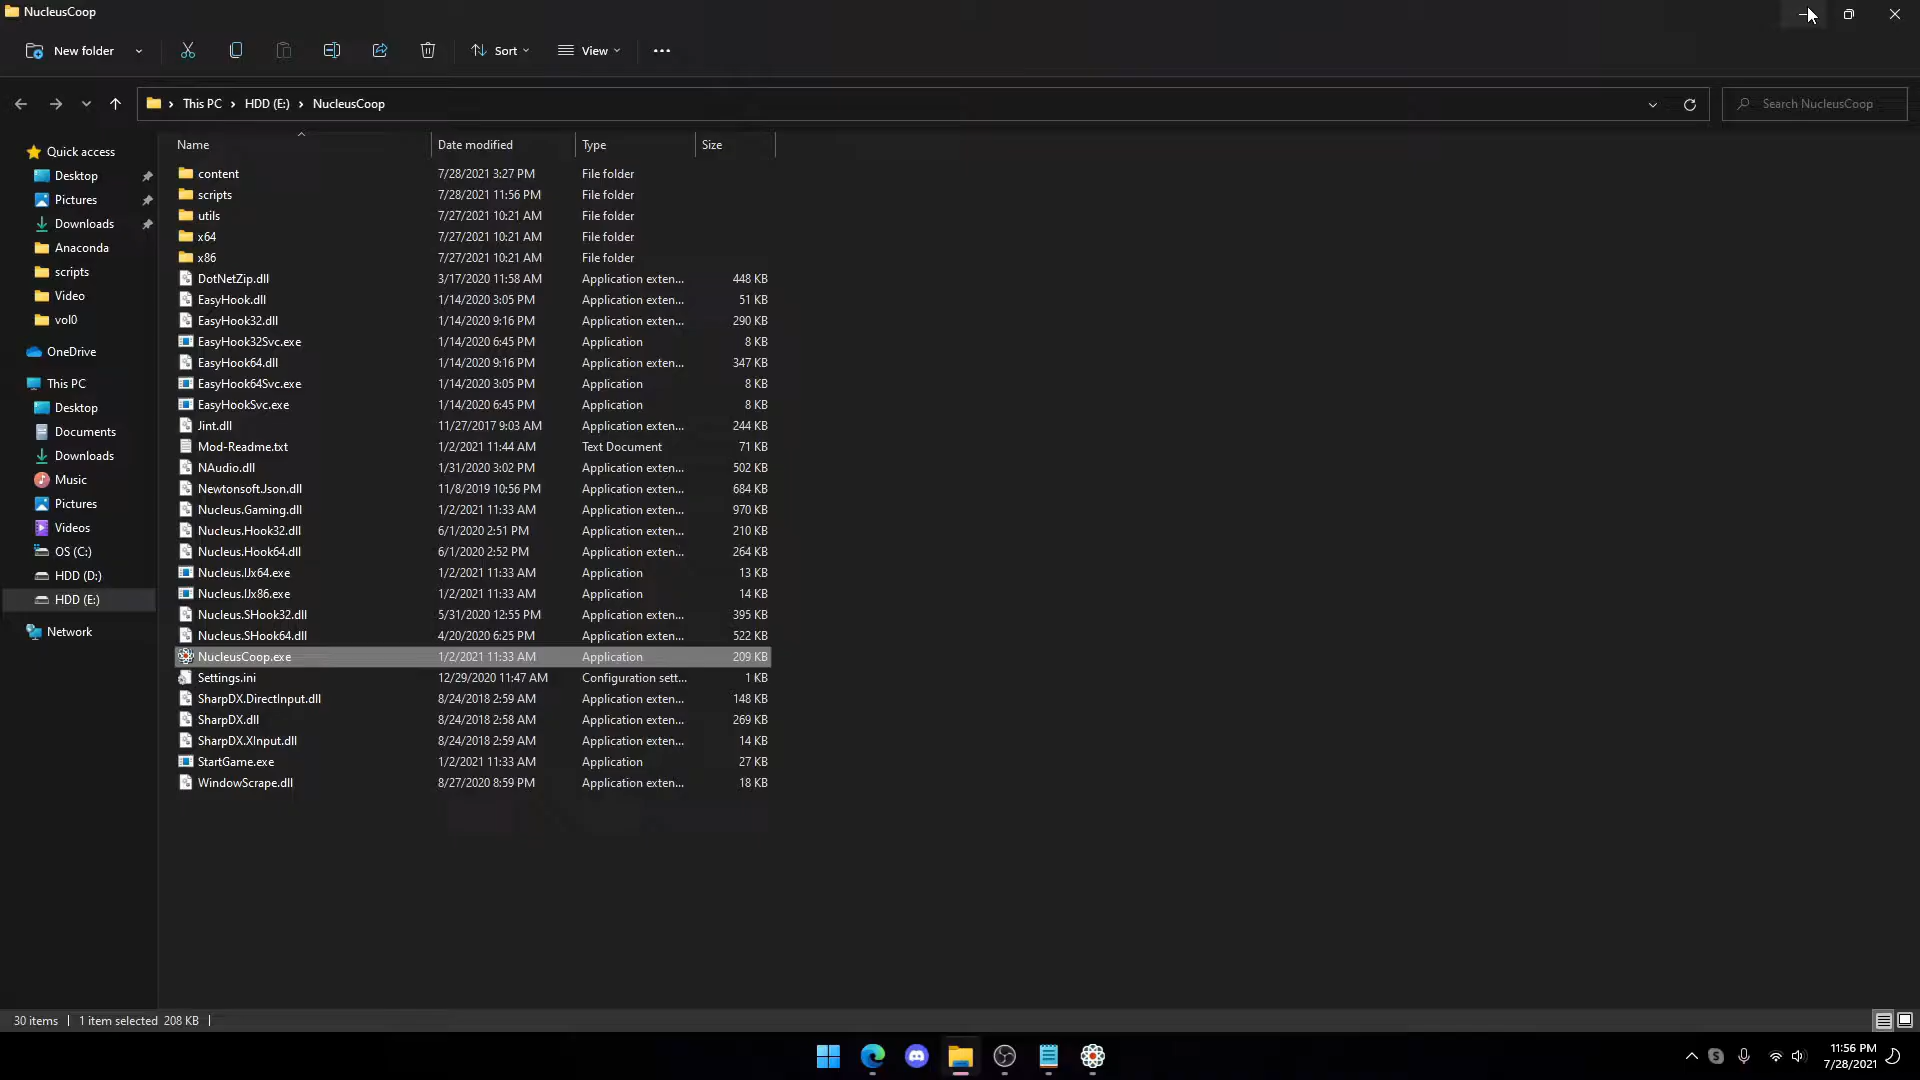 NucleusCoop
New folder
Sort
View
This PC > HDD (E:) > NucleusCoop
Search NucleusCoop
Name Date modified Type Size
Quick access
Desktop
Pictures
Downloads
Anaconda
scripts
Video
vol0
OneDrive
This PC
Desktop
Documents
Downloads
Music
Pictures
Videos
OS (C:)
HDD (D:)
HDD (E:)
Network
content 7/28/2021 3:27 PM File folder
scripts 7/28/2021 11:56 PM File folder
utils 7/27/2021 10:21 AM File folder
x64 7/27/2021 10:21 AM File folder
x86 7/27/2021 10:21 AM File folder
DotNetZip.dll 3/17/2020 11:58 AM Application exten... 448 KB
EasyHook.dll 1/14/2020 3:05 PM Application exten... 51 KB
EasyHook32.dll 1/14/2020 9:16 PM Application exten... 290 KB
EasyHook32Svc.exe 1/14/2020 6:45 PM Application 8 KB
EasyHook64.dll 1/14/2020 9:16 PM Application exten... 347 KB
EasyHook64Svc.exe 1/14/2020 3:05 PM Application 8 KB
EasyHookSvc.exe 1/14/2020 6:45 PM Application 8 KB
Jint.dll 11/27/2017 9:03 AM Application exten... 244 KB
Mod-Readme.txt 1/2/2021 11:44 AM Text Document 71 KB
NAudio.dll 1/31/2020 3:02 PM Application exten... 502 KB
Newtonsoft.Json.dll 11/8/2019 10:56 PM Application exten... 684 KB
Nucleus.Gaming.dll 1/2/2021 11:33 AM Application exten... 970 KB
Nucleus.Hook32.dll 6/1/2020 2:51 PM Application exten... 210 KB
Nucleus.Hook64.dll 6/1/2020 2:52 PM Application exten... 264 KB
Nucleus.IJx64.exe 1/2/2021 11:33 AM Application 13 KB
Nucleus.IJx86.exe 1/2/2021 11:33 AM Application 14 KB
Nucleus.SHook32.dll 5/31/2020 12:55 PM Application exten... 395 KB
Nucleus.SHook64.dll 4/20/2020 6:25 PM Application exten... 522 KB
NucleusCoop.exe 1/2/2021 11:33 AM Application 209 KB
Settings.ini 12/29/2020 11:47 AM Configuration sett... 1 KB
SharpDX.DirectInput.dll 8/24/2018 2:59 AM Application exten... 148 KB
SharpDX.dll 8/24/2018 2:58 AM Application exten... 269 KB
SharpDX.XInput.dll 8/24/2018 2:59 AM Application exten... 14 KB
StartGame.exe 1/2/2021 11:33 AM Application 27 KB
WindowScrape.dll 8/27/2020 8:59 PM Application exten... 18 KB
30 items | 1 item selected 208 KB |
11:56 PM
7/28/2021